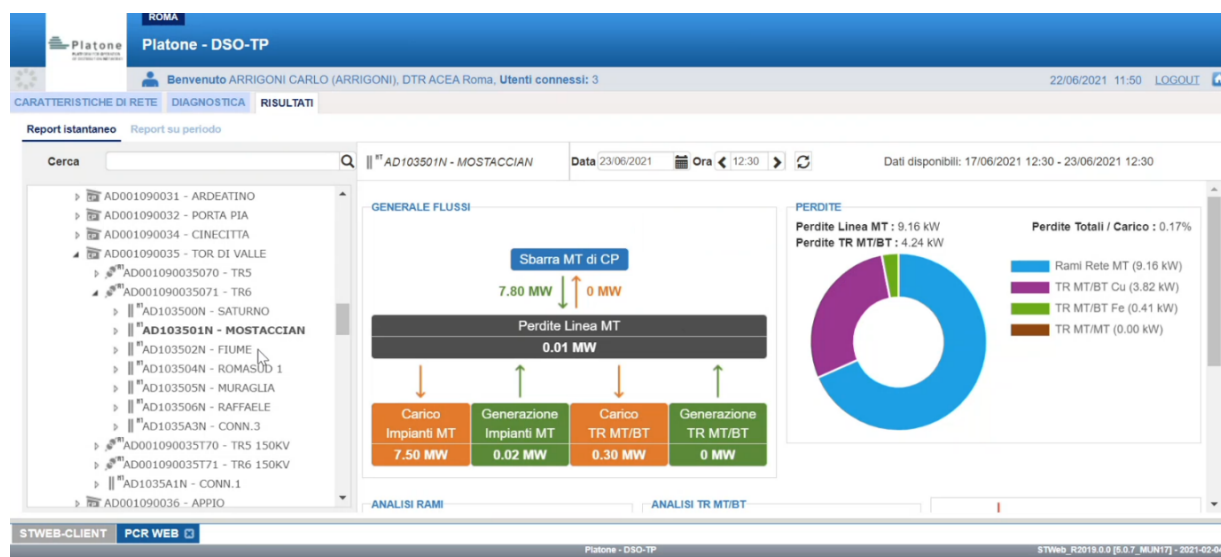 ROMA
Platone
Platone - DSO-TP
Benvenuto ARRIGONI CARLO (ARRIGONI), DTR ACEA Roma, Utenti connessi: 3
22/06/2021 11:50 LOGOUT
CARATTERISTICHE DI RETE DIAGNOSTICA RISULTATI
Report istantaneo Report su periodo
Cerca
AD103501N - MOSTACCIAN
Data 23/06/2021 Ora 12:30
Dati disponibili: 17/06/2021 12:30 - 23/06/2021 12:30
AD001090031 - ARDEATINO
AD001090032 - PORTA PIA
AD001090034 - CINECITTA
AD001090035 - TOR DI VALLE
AD001090035070 - TR5
AD001090035071 - TR6
AD103500N - SATURNO
AD103501N - MOSTACCIAN
AD103502N - FIUME
AD103504N - ROMASUD 1
AD103505N - MURAGLIA
AD103506N - RAFFAELE
AD1035A3N - CONN.3
AD001090035T70 - TR5 150KV
AD001090035T71 - TR6 150KV
AD1035A1N - CONN.1
AD001090036 - APPIO
GENERALE FLUSSI
Sbarra MT di CP
7.80 MW 0 MW
Perdite Linea MT
0.01 MW
Carico Impianti MT
7.50 MW
Generazione Impianti MT
0.02 MW
Carico TR MT/BT
0.30 MW
Generazione TR MT/BT
0 MW
PERDITE
Perdite Linea MT : 9.16 kW
Perdite TR MT/BT : 4.24 kW
Perdite Totali / Carico : 0.17%
Rami Rete MT (9.16 kW)
TR MT/BT Cu (3.82 kW)
TR MT/BT Fe (0.41 kW)
TR MT/MT (0.00 kW)
ANALISI RAMI
ANALISI TR MT/BT
STWEB-CLIENT PCR WEB
Platone - DSO-TP
STWeb_R2019.0.0 [5.0.7_MUN17] - 2021-02-0